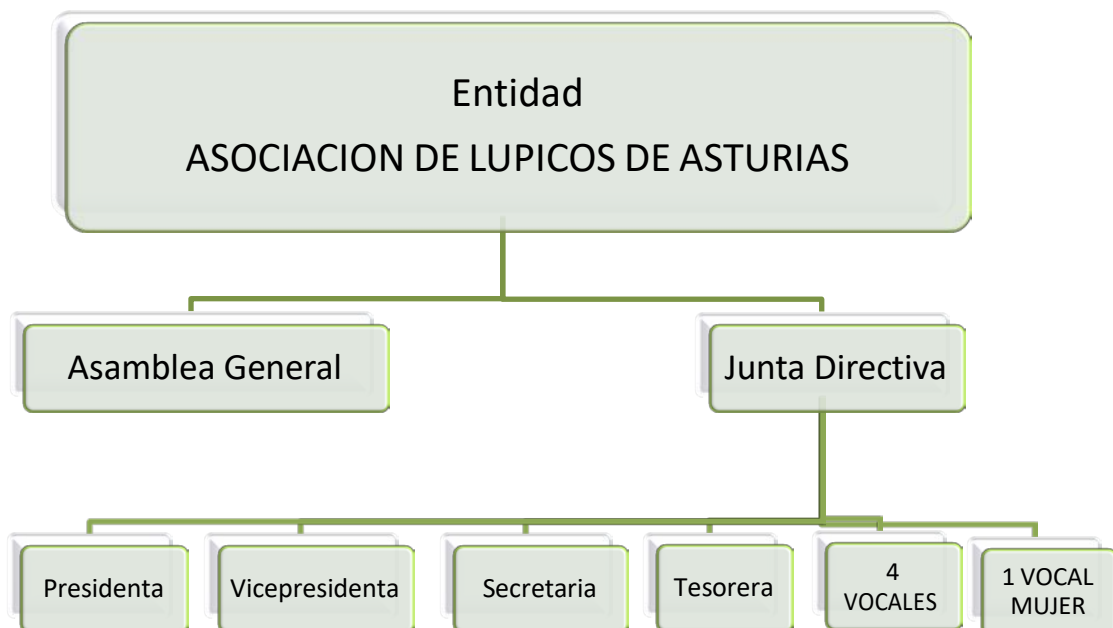 Entidad
ASOCIACION DE LUPICOS DE ASTURIAS
Asamblea General
Junta Directiva
Presidenta
Vicepresidenta
Secretaria
Tesorera
4
VOCALES
1 VOCAL
MUJER